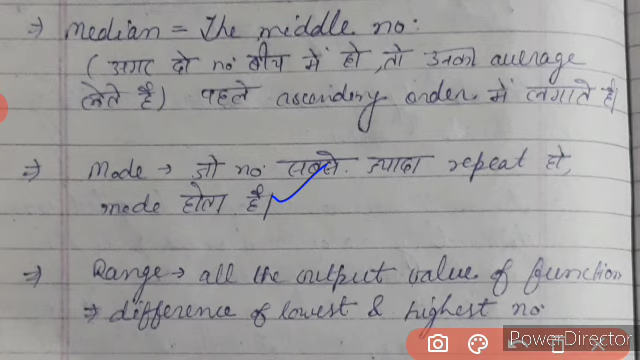 ⇒ Median = The middle no:
( अगर दो no बीच में हो, तो उनका average
लेते है) पहले ascending order में लगाते है।
⇒ Mode → जो no. सबसे ज्यादा repeat हो,
mode होता है।
⇒ Range → all the output value of function
⇒ difference of lowest & highest no.
PowerDirector